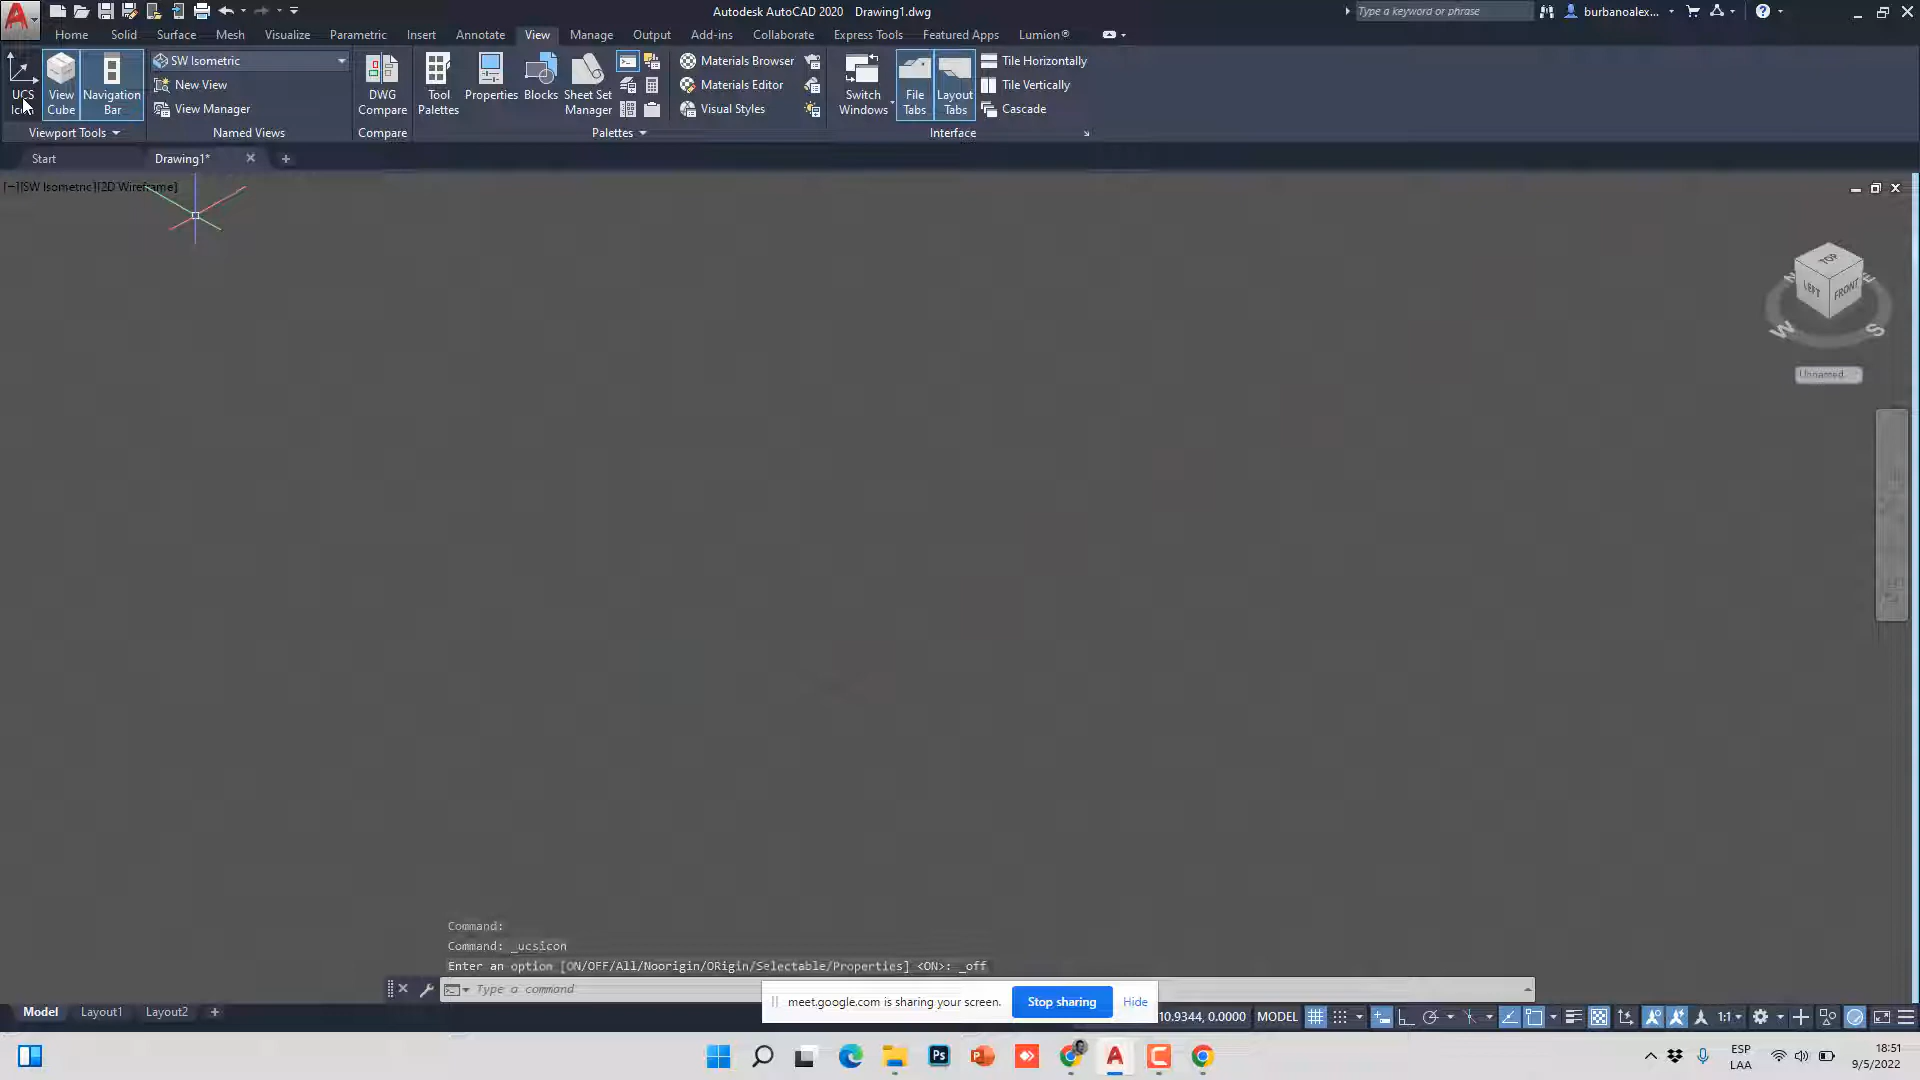 Autodesk AutoCAD 2020 Drawing1.dwg
Type a keyword or phrase
burbanoalex...
Home Solid Surface Mesh Visualize Parametric Insert Annotate View Manage Output Add-ins Collaborate Express Tools Featured Apps Lumion®
UCS Icon
View Cube
Navigation Bar
SW Isometric
New View
View Manager
DWG Compare
Tool Palettes
Properties
Blocks
Sheet Set Manager
Materials Browser
Materials Editor
Visual Styles
Switch Windows
File Tabs
Layout Tabs
Tile Horizontally
Tile Vertically
Cascade
Viewport Tools Named Views Compare Palettes Interface
Start Drawing1*
[−][SW Isometric][2D Wireframe]
TOP
LEFT FRONT
N E
W S
Unnamed
Command:
Command: _ucsicon
Enter an option [ON/OFF/All/Noorigin/ORigin/Selectable/Properties] <ON>: _off
Type a command
meet.google.com is sharing your screen. Stop sharing Hide
Model Layout1 Layout2
10.9344, 0.0000 MODEL 1:1
ESP
LAA
18:51
9/5/2022